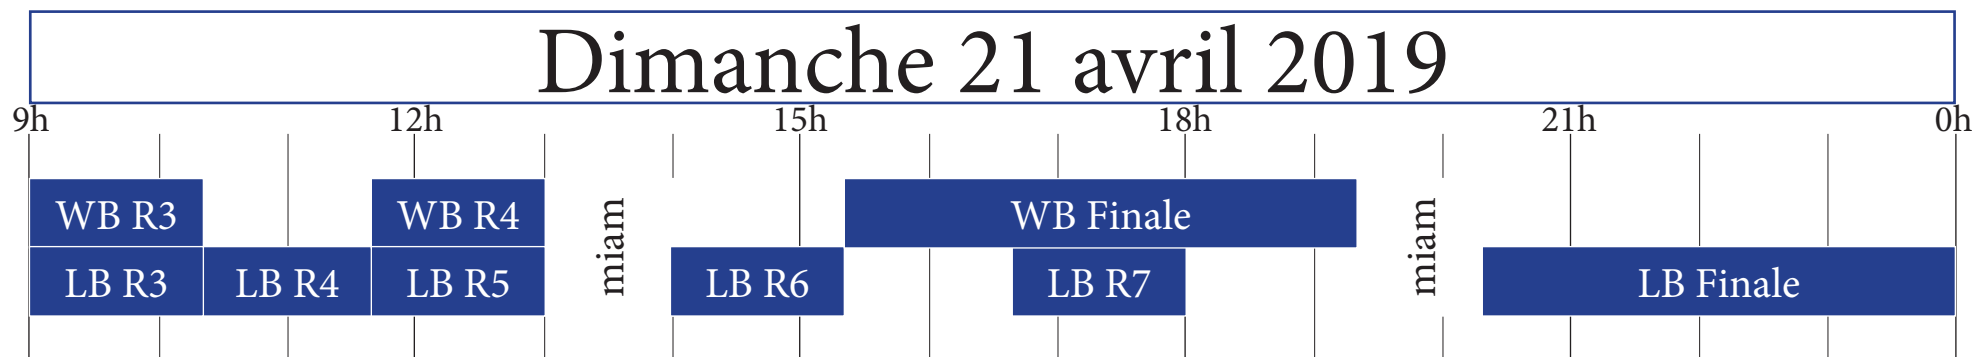 Dimanche 21 avril 2019
9h 12h 15h 18h 21h 0h
WB R3 WB R4 WB Finale
miam miam
LB R3 LB R4 LB R5 LB R6 LB R7 LB Finale